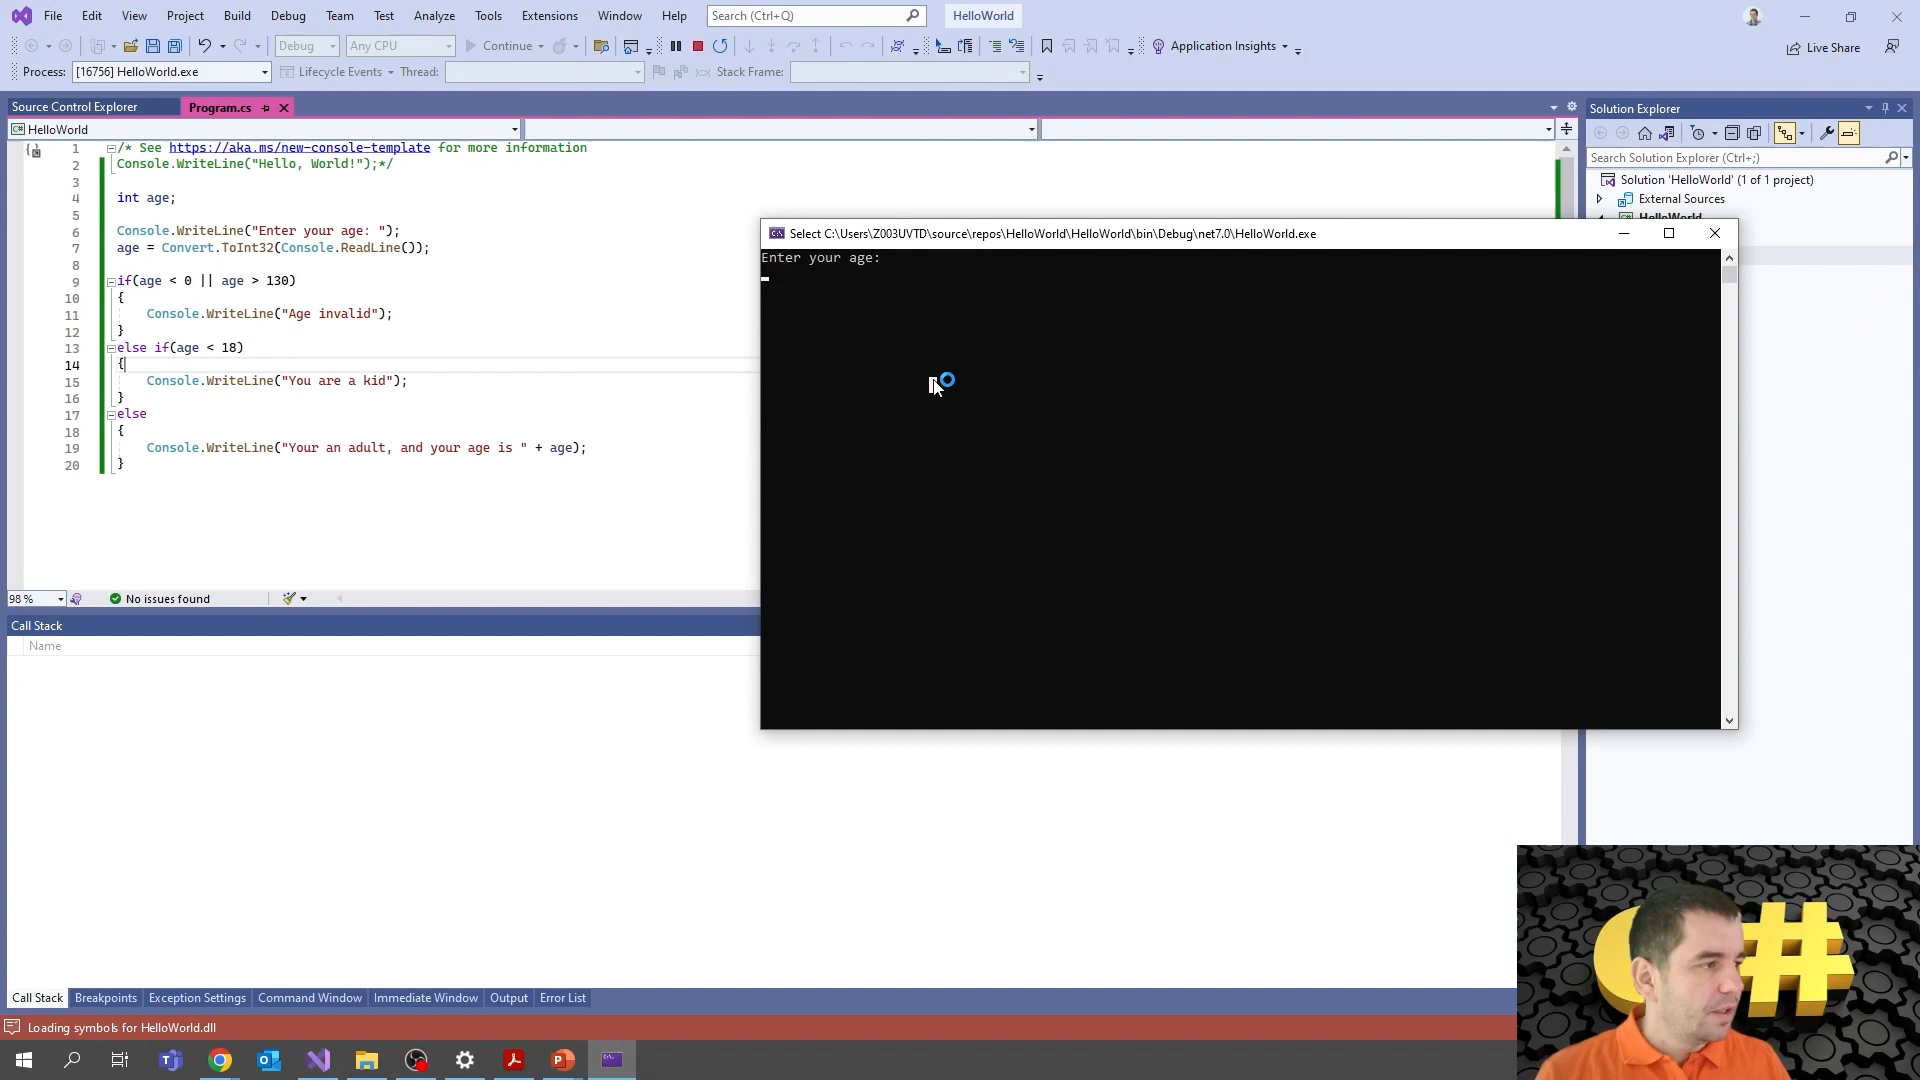 File Edit View Project Build Debug Team Test Analyze Tools Extensions Window Help Search (Ctrl+Q) HelloWorld
Debug Any CPU Continue Application Insights Live Share
Process: [16756] HelloWorld.exe Lifecycle Events Thread: Stack Frame:
Source Control Explorer Program.cs
HelloWorld
1 /* See https://aka.ms/new-console-template for more information
2 Console.WriteLine("Hello, World!");*/
3
4 int age;
5
6 Console.WriteLine("Enter your age: ");
7 age = Convert.ToInt32(Console.ReadLine());
8
9 if(age < 0 || age > 130)
10 {
11 Console.WriteLine("Age invalid");
12 }
13 else if(age < 18)
14 {
15 Console.WriteLine("You are a kid");
16 }
17 else
18 {
19 Console.WriteLine("Your an adult, and your age is " + age);
20 }
98 % No issues found
Call Stack
Name
Select C:\Users\Z003UVTD\source\repos\HelloWorld\HelloWorld\bin\Debug\net7.0\HelloWorld.exe
Enter your age:
Solution Explorer
Search Solution Explorer (Ctrl+;)
Solution 'HelloWorld' (1 of 1 project)
External Sources
HelloWorld
Call Stack Breakpoints Exception Settings Command Window Immediate Window Output Error List
Loading symbols for HelloWorld.dll
C#